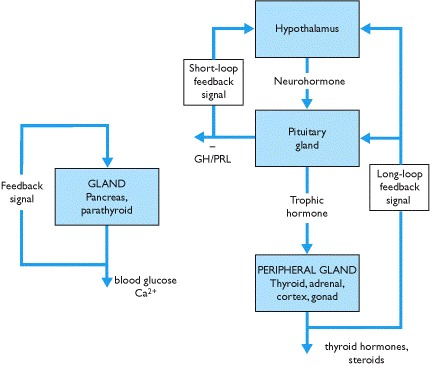 Hypothalamus
Short-loop
feedback
signal
Neurohormone
Pituitary
gland
–
GH/PRL
Trophic
hormone
Long-loop
feedback
signal
PERIPHERAL GLAND
Thyroid, adrenal,
cortex, gonad
thyroid hormones,
steroids
Feedback
signal
GLAND
Pancreas,
parathyroid
blood glucose
Ca²⁺